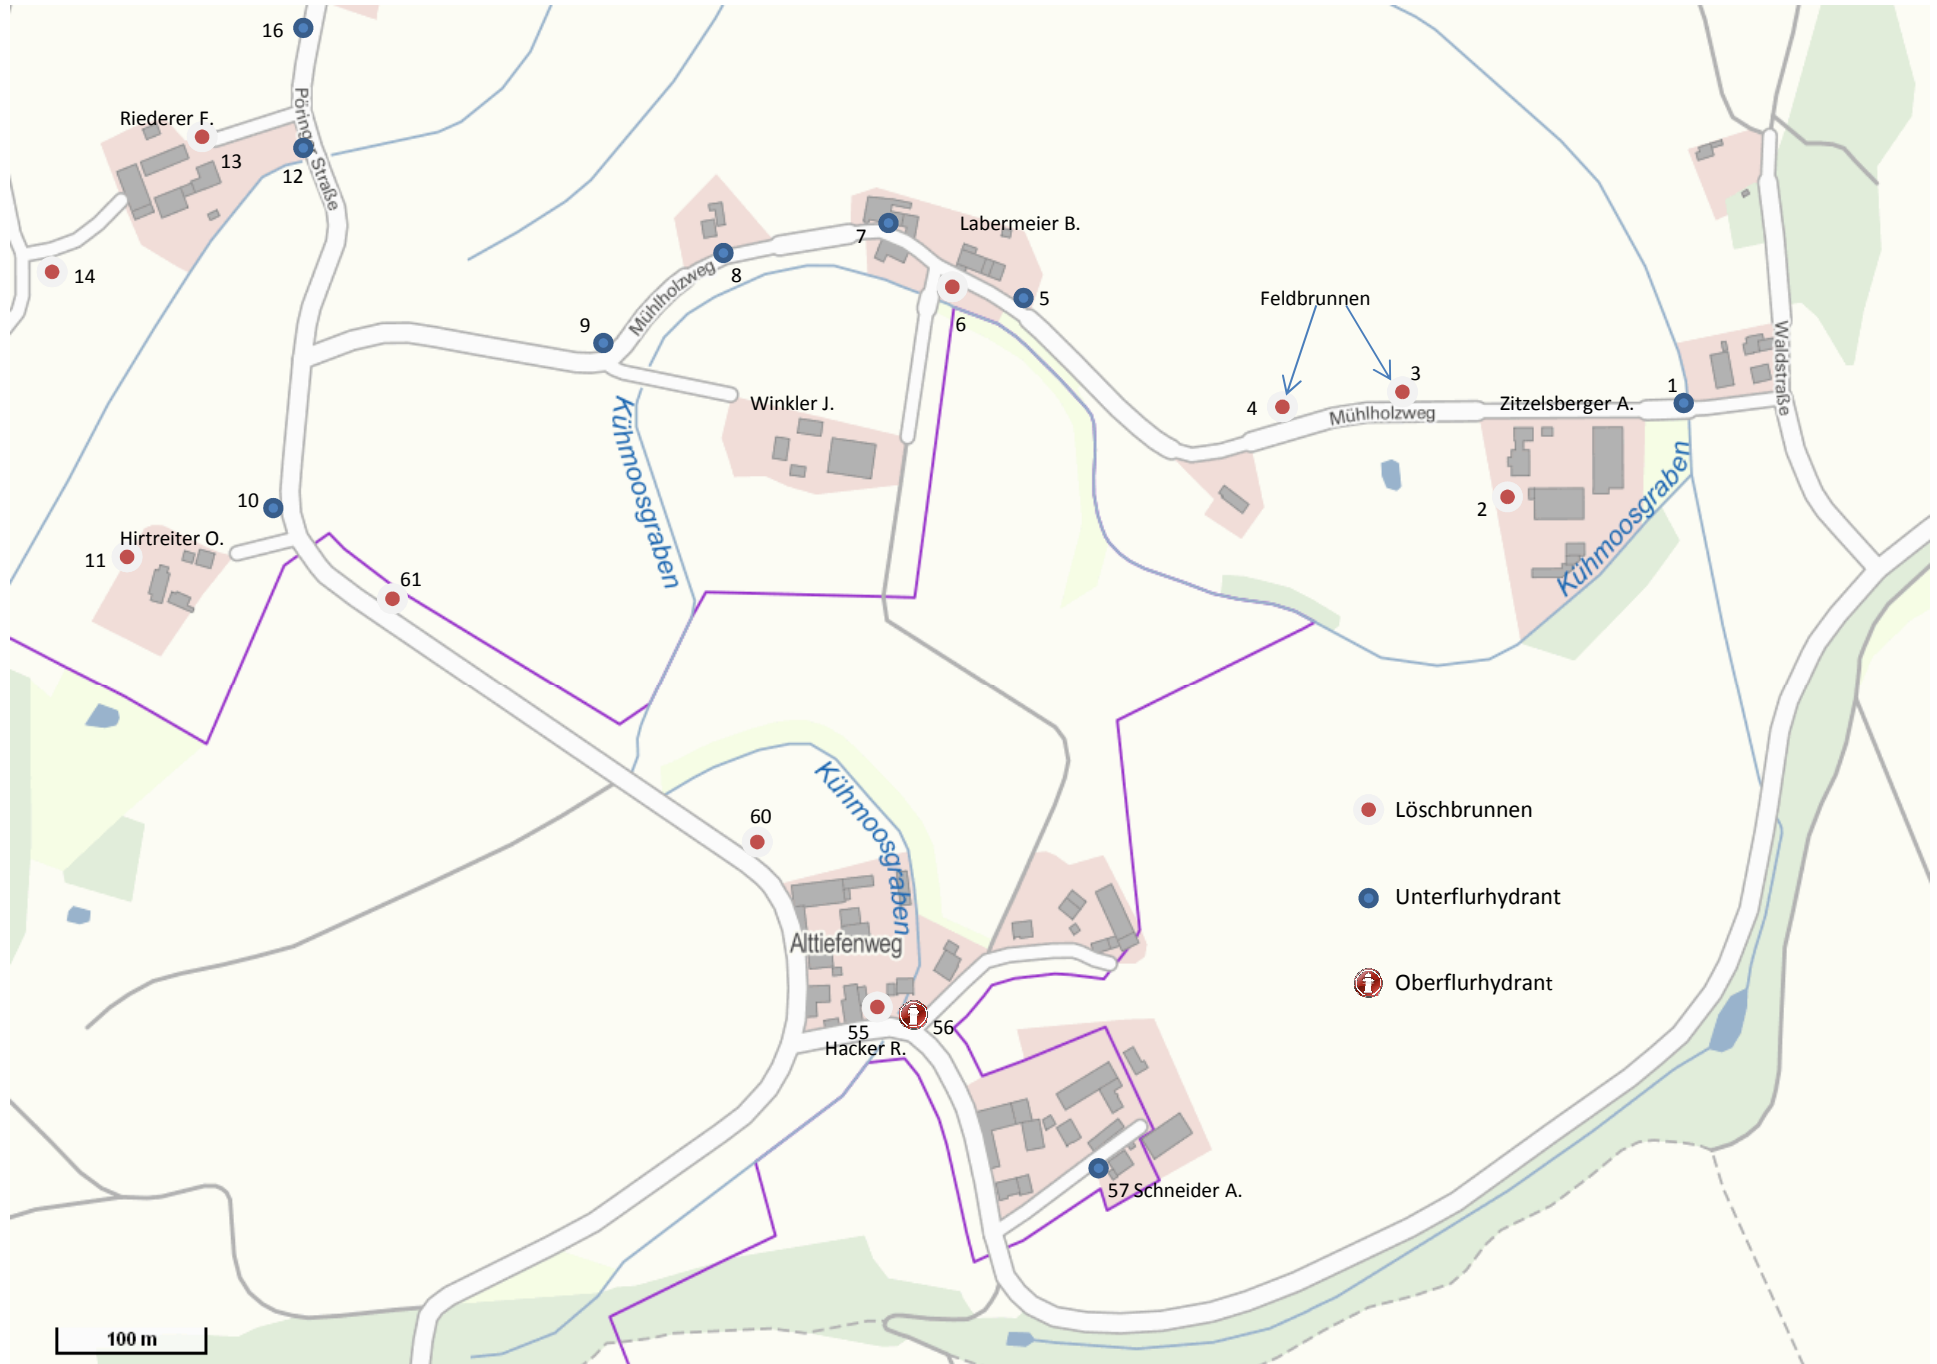 16
Pöringer Straße
Riederer F.
13
12
14
Labermeier B.
7
8
Mühlholzweg
5
6
9
Feldbrunnen
3
4
Mühlholzweg
Zitzelsberger A.
1
Waldstraße
Winkler J.
Kühmoosgraben
2
Kühmoosgraben
10
Hirtreiter O.
11
61
60
Kühmoosgraben
Löschbrunnen
Unterflurhydrant
Oberflurhydrant
Alttiefenweg
55
56
Hacker R.
57 Schneider A.
100 m